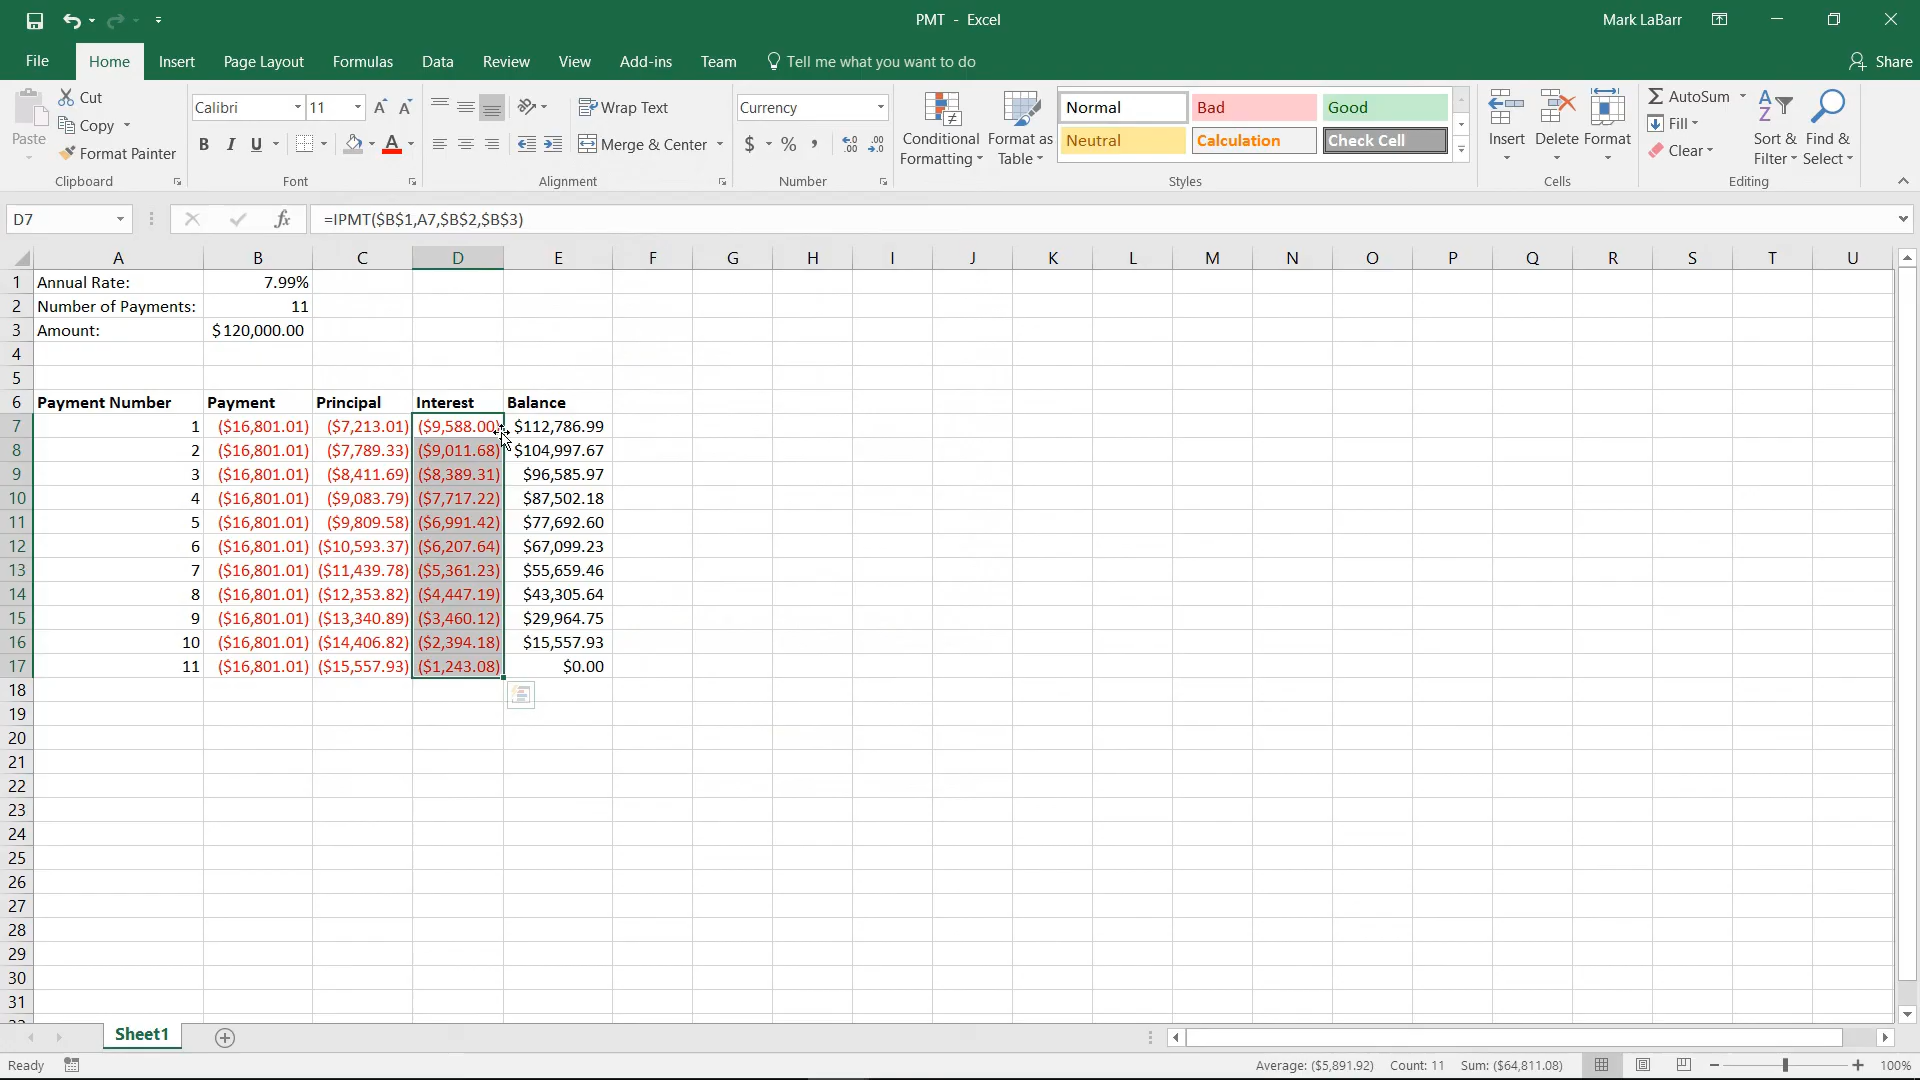 PMT - Excel
Mark LaBarr
File Home Insert Page Layout Formulas Data Review View Add-ins Team Tell me what you want to do Share
Paste
Cut
Copy
Format Painter
Clipboard
Calibri 11
B I U A
Font
Wrap Text
Merge & Center
Alignment
Currency
$ % ,
Number
Conditional Formatting
Format as Table
Normal Bad Good
Neutral Calculation Check Cell
Styles
Insert Delete Format
Cells
AutoSum
Fill
Clear
Sort & Filter
Find & Select
Editing
D7 fx =IPMT($B$1,A7,$B$2,$B$3)
A B C D E F G H I J K L M N O P Q R S T U
1 Annual Rate: 7.99%
2 Number of Payments: 11
3 Amount: $120,000.00
4
5
6 Payment Number Payment Principal Interest Balance
7 1 ($16,801.01) ($7,213.01) ($9,588.00) $112,786.99
8 2 ($16,801.01) ($7,789.33) ($9,011.68) $104,997.67
9 3 ($16,801.01) ($8,411.69) ($8,389.31) $96,585.97
10 4 ($16,801.01) ($9,083.79) ($7,717.22) $87,502.18
11 5 ($16,801.01) ($9,809.58) ($6,991.42) $77,692.60
12 6 ($16,801.01) ($10,593.37) ($6,207.64) $67,099.23
13 7 ($16,801.01) ($11,439.78) ($5,361.23) $55,659.46
14 8 ($16,801.01) ($12,353.82) ($4,447.19) $43,305.64
15 9 ($16,801.01) ($13,340.89) ($3,460.12) $29,964.75
16 10 ($16,801.01) ($14,406.82) ($2,394.18) $15,557.93
17 11 ($16,801.01) ($15,557.93) ($1,243.08) $0.00
18
19
20
21
22
23
24
25
26
27
28
29
30
31
Sheet1
Ready Average: ($5,891.92) Count: 11 Sum: ($64,811.08) 100%